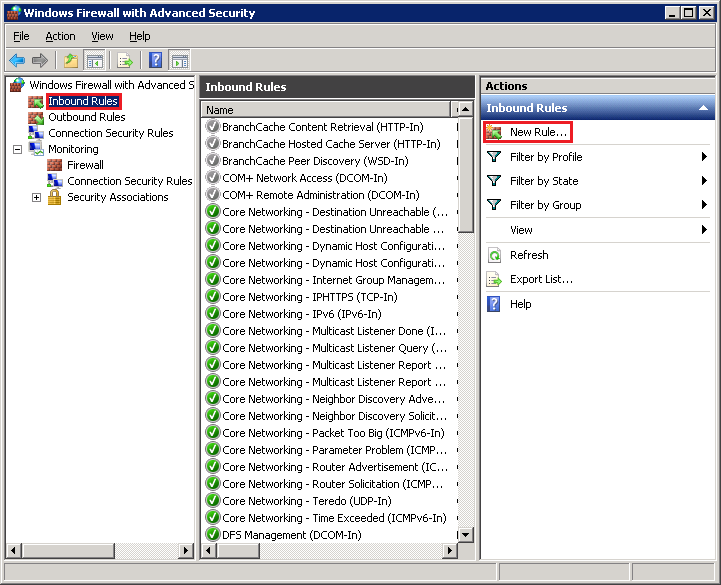 Windows Firewall with Advanced Security
File Action View Help
Windows Firewall with Advanced S
Inbound Rules
Outbound Rules
Connection Security Rules
Monitoring
Firewall
Connection Security Rules
Security Associations
Inbound Rules
Name
BranchCache Content Retrieval (HTTP-In)
BranchCache Hosted Cache Server (HTTP-In)
BranchCache Peer Discovery (WSD-In)
COM+ Network Access (DCOM-In)
COM+ Remote Administration (DCOM-In)
Core Networking - Destination Unreachable (...
Core Networking - Destination Unreachable ...
Core Networking - Dynamic Host Configurati...
Core Networking - Dynamic Host Configurati...
Core Networking - Internet Group Managem...
Core Networking - IPHTTPS (TCP-In)
Core Networking - IPv6 (IPv6-In)
Core Networking - Multicast Listener Done (I...
Core Networking - Multicast Listener Query (...
Core Networking - Multicast Listener Report ...
Core Networking - Multicast Listener Report ...
Core Networking - Neighbor Discovery Adve...
Core Networking - Neighbor Discovery Solicit...
Core Networking - Packet Too Big (ICMPv6-In)
Core Networking - Parameter Problem (ICMP...
Core Networking - Router Advertisement (IC...
Core Networking - Router Solicitation (ICMP...
Core Networking - Teredo (UDP-In)
Core Networking - Time Exceeded (ICMPv6-In)
DFS Management (DCOM-In)
Actions
Inbound Rules
New Rule...
Filter by Profile
Filter by State
Filter by Group
View
Refresh
Export List...
Help